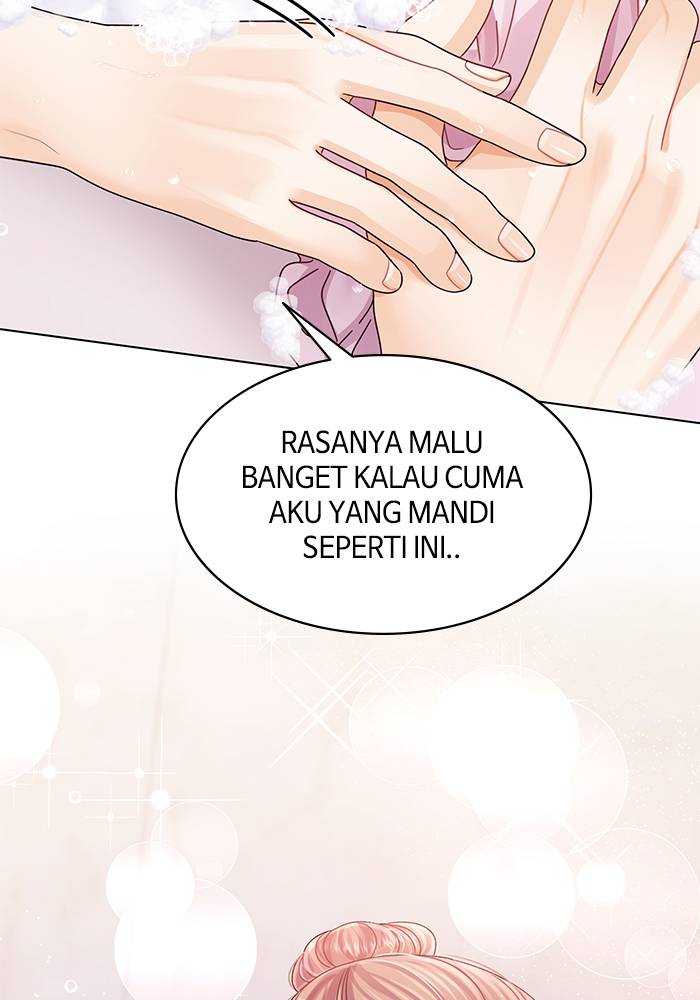 RASANYA MALU
BANGET KALAU CUMA
AKU YANG MANDI
SEPERTI INI..